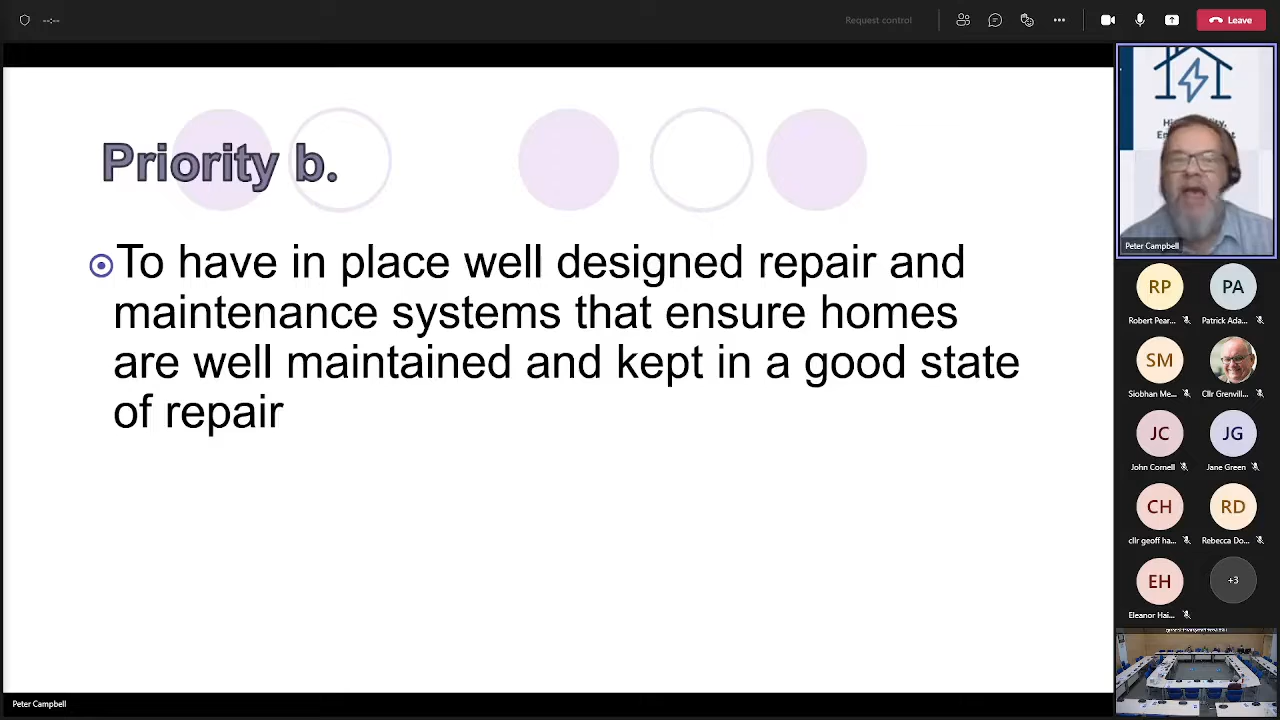 --:--
Request control
Leave
Priority b.
To have in place well designed repair and
maintenance systems that ensure homes
are well maintained and kept in a good state
of repair
Peter Campbell
Peter Campbell
RP
PA
Robert Pear...
Patrick Ada...
SM
Siobhan Me...
Cllr Grenvill...
JC
JG
John Cornell
Jane Green
CH
RD
cllr geoff ha...
Rebecca Do...
EH
+3
Eleanor Hai...